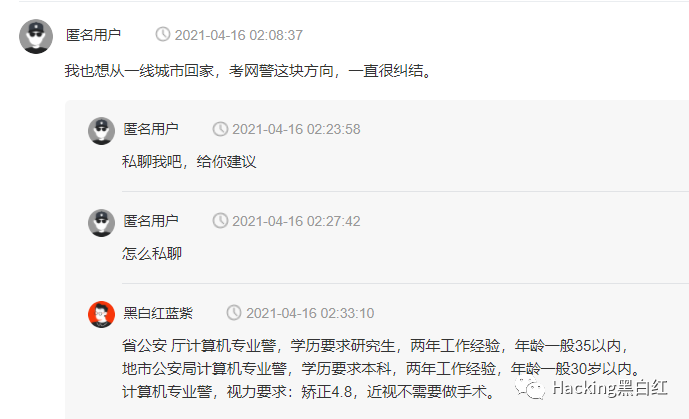 匿名用户 2021-04-16 02:08:37
我也想从一线城市回家，考网警这块方向，一直很纠结。
匿名用户 2021-04-16 02:23:58
私聊我吧，给你建议
匿名用户 2021-04-16 02:27:42
怎么私聊
黑白红蓝紫 2021-04-16 02:33:10
省公安 厅计算机专业警，学历要求研究生，两年工作经验，年龄一般35以内，
地市公安局计算机专业警，学历要求本科，两年工作经验，年龄一般30岁以内。
计算机专业警，视力要求：矫正4.8，近视不需要做手术。
Hacking黑白红